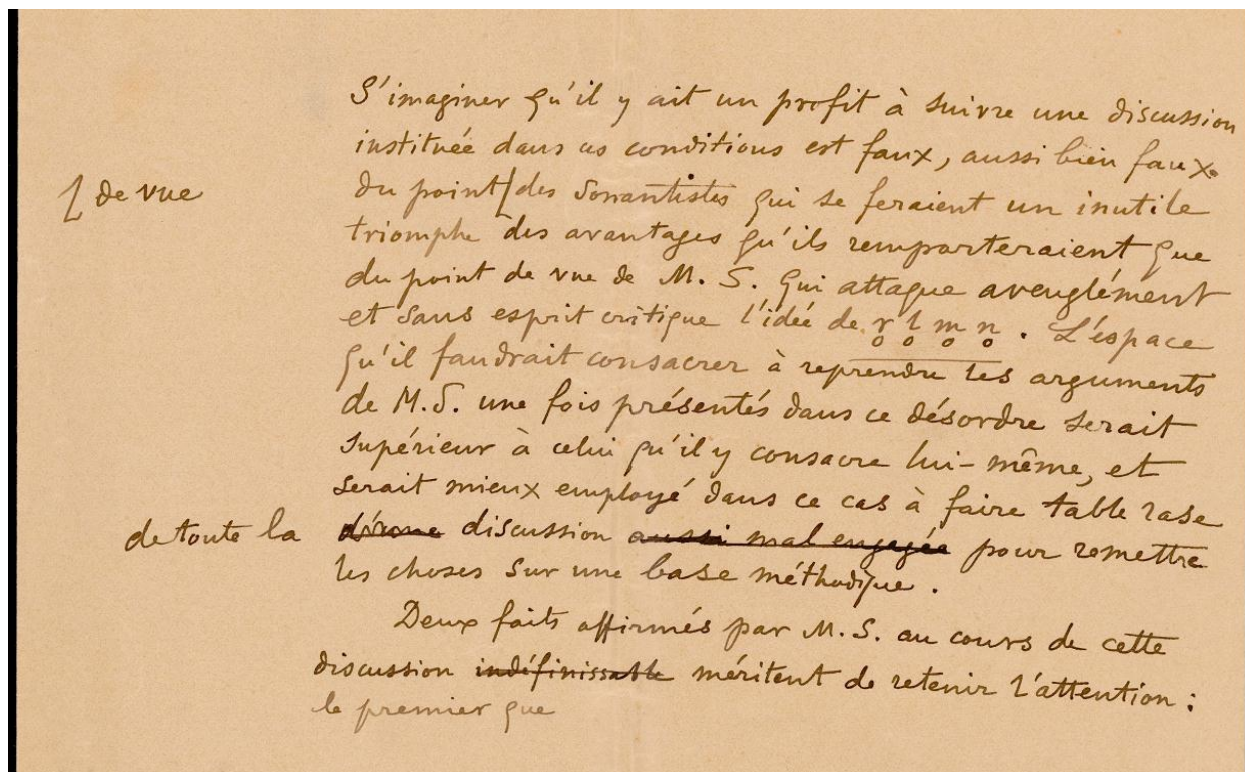 S'imaginer qu'il y ait un profit à suivre une discussion
instituée dans ces conditions est faux, aussi bien faux
de vue
du point des sonantistes qui se feraient un inutile
triomphe des avantages qu'ils remporteraient que
du point de vue de M. S. qui attaque aveuglément
et sans esprit critique l'idée de r̥ l̥ m̥ n̥. L'espace
qu'il faudrait consacrer à reprendre les arguments
de M. S. une fois présentés dans ce désordre serait
supérieur à celui qu'il y consacre lui-même, et
serait mieux employé dans ce cas à faire table rase
de toute la discussion aussi mal engagée pour remettre
les choses sur une base méthodique.
Deux faits affirmés par M. S. au cours de cette
discussion indéfinissable méritent de retenir l'attention :
le premier que